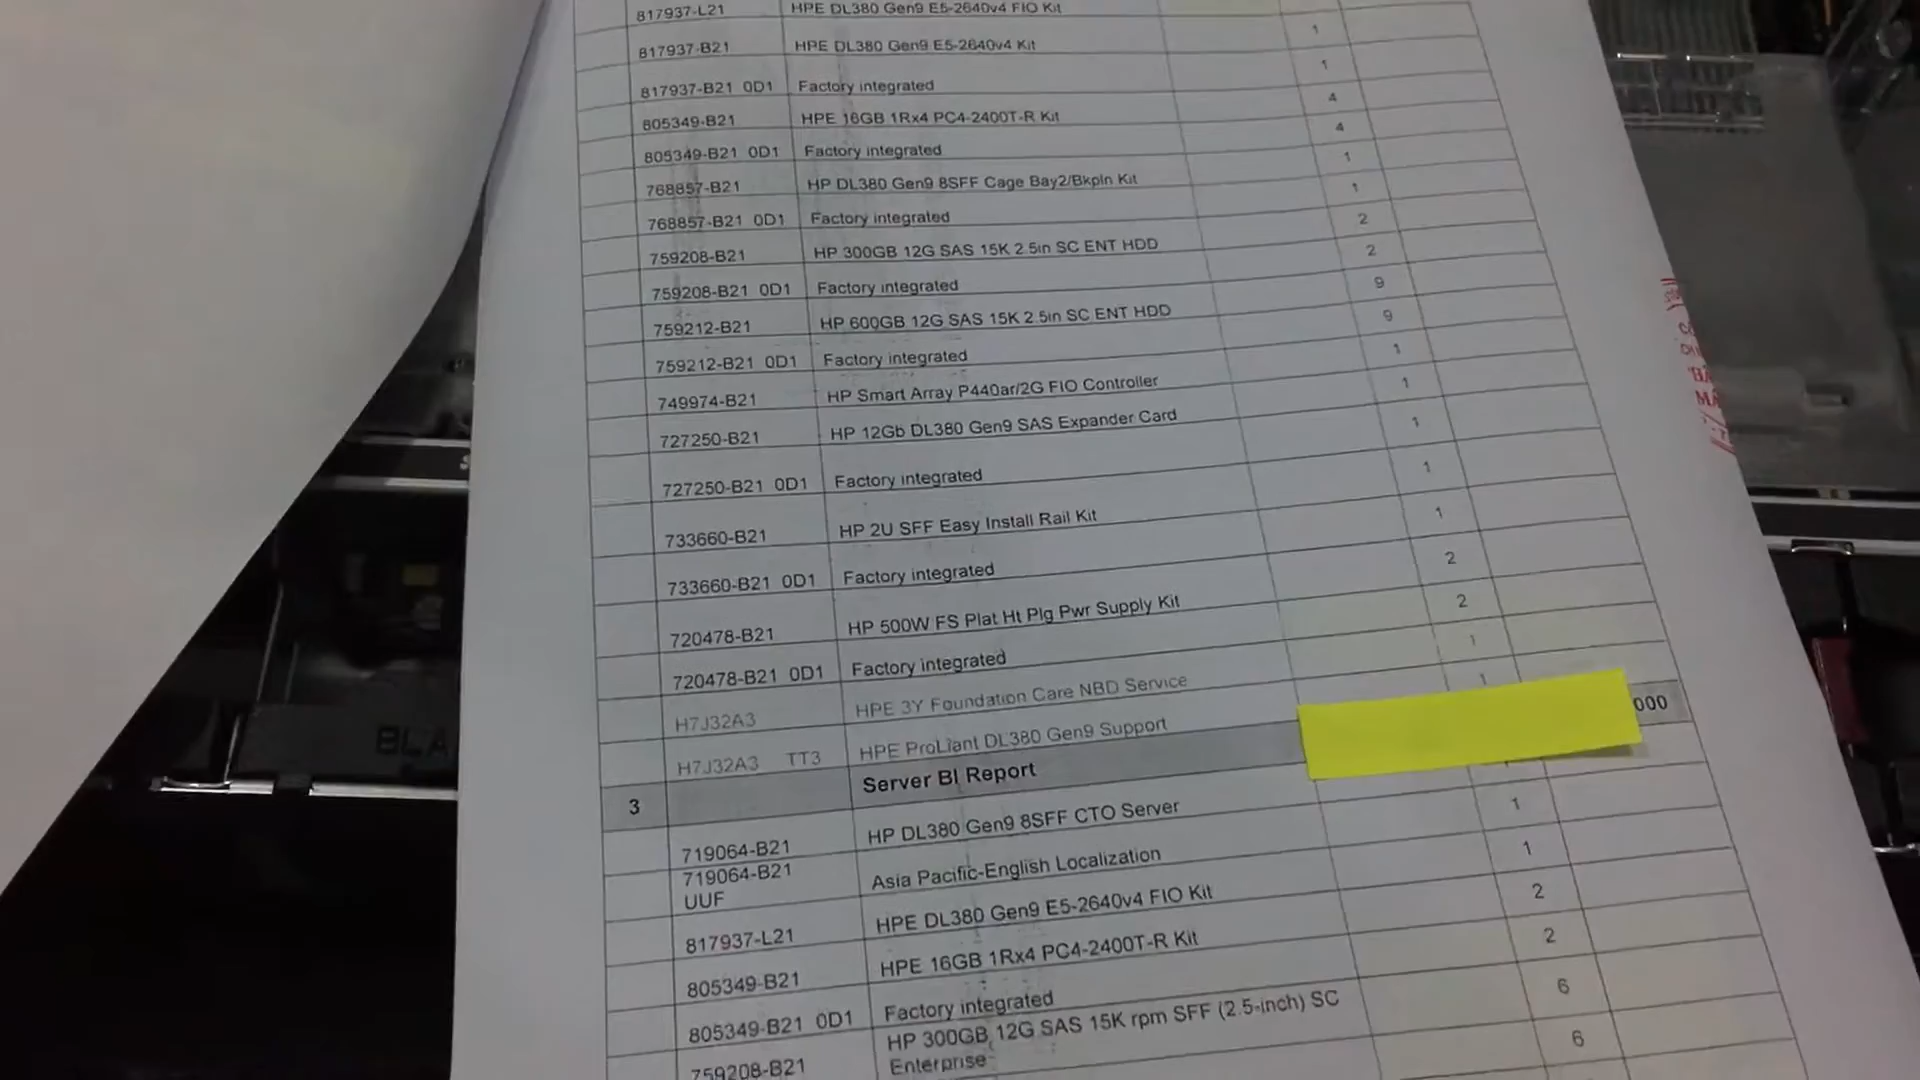 817937-L21 HPE DL380 Gen9 E5-2640v4 FIO Kit
817937-B21 HPE DL380 Gen9 E5-2640v4 Kit 1
817937-B21 0D1 Factory integrated 1
805349-B21 HPE 16GB 1Rx4 PC4-2400T-R Kit 4
805349-B21 0D1 Factory integrated 4
768857-B21 HP DL380 Gen9 8SFF Cage Bay2/Bkpln Kit 1
768857-B21 0D1 Factory integrated 1
759208-B21 HP 300GB 12G SAS 15K 2.5in SC ENT HDD 2
759208-B21 0D1 Factory integrated 2
759212-B21 HP 600GB 12G SAS 15K 2.5in SC ENT HDD 9
759212-B21 0D1 Factory integrated 9
749974-B21 HP Smart Array P440ar/2G FIO Controller 1
727250-B21 HP 12Gb DL380 Gen9 SAS Expander Card 1
727250-B21 0D1 Factory integrated 1
733660-B21 HP 2U SFF Easy Install Rail Kit 1
733660-B21 0D1 Factory integrated 1
720478-B21 HP 500W FS Plat Ht Plg Pwr Supply Kit 2
720478-B21 0D1 Factory integrated 2
H7J32A3 HPE 3Y Foundation Care NBD Service 1
H7J32A3 TT3 HPE ProLiant DL380 Gen9 Support 1
3 Server BI Report 000
719064-B21 HP DL380 Gen9 8SFF CTO Server
719064-B21 UUF Asia Pacific-English Localization 1
817937-L21 HPE DL380 Gen9 E5-2640v4 FIO Kit 1
805349-B21 HPE 16GB 1Rx4 PC4-2400T-R Kit 2
805349-B21 0D1 Factory integrated 2
759208-B21 HP 300GB 12G SAS 15K rpm SFF (2.5-inch) SC Enterprise 6
6